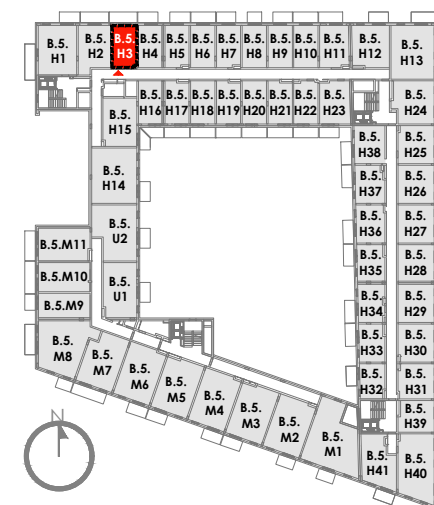 B.5.
H1
B.5.
H2
B.5.
H3
B.5.
H4
B.5.
H5
B.5.
H6
B.5.
H7
B.5.
H8
B.5.
H9
B.5.
H10
B.5.
H11
B.5.
H12
B.5.
H13
B.5.
H15
B.5.
H16
B.5.
H17
B.5.
H18
B.5.
H19
B.5.
H20
B.5.
H21
B.5.
H22
B.5.
H23
B.5.
H24
B.5.
H38
B.5.
H25
B.5.
H14
B.5.
H37
B.5.
H26
B.5.
U2
B.5.
H36
B.5.
H27
B.5.M11
B.5.
H35
B.5.
H28
B.5.M10
B.5.
U1
B.5.
H34
B.5.
H29
B.5.M9
B.5.
H33
B.5.
H30
B.5.
M8
B.5.
M7
B.5.
M6
B.5.
M5
B.5.
M4
B.5.
M3
B.5.
M2
B.5.
M1
B.5.
H32
B.5.
H31
B.5.
H39
B.5.
H41
B.5.
H40
N